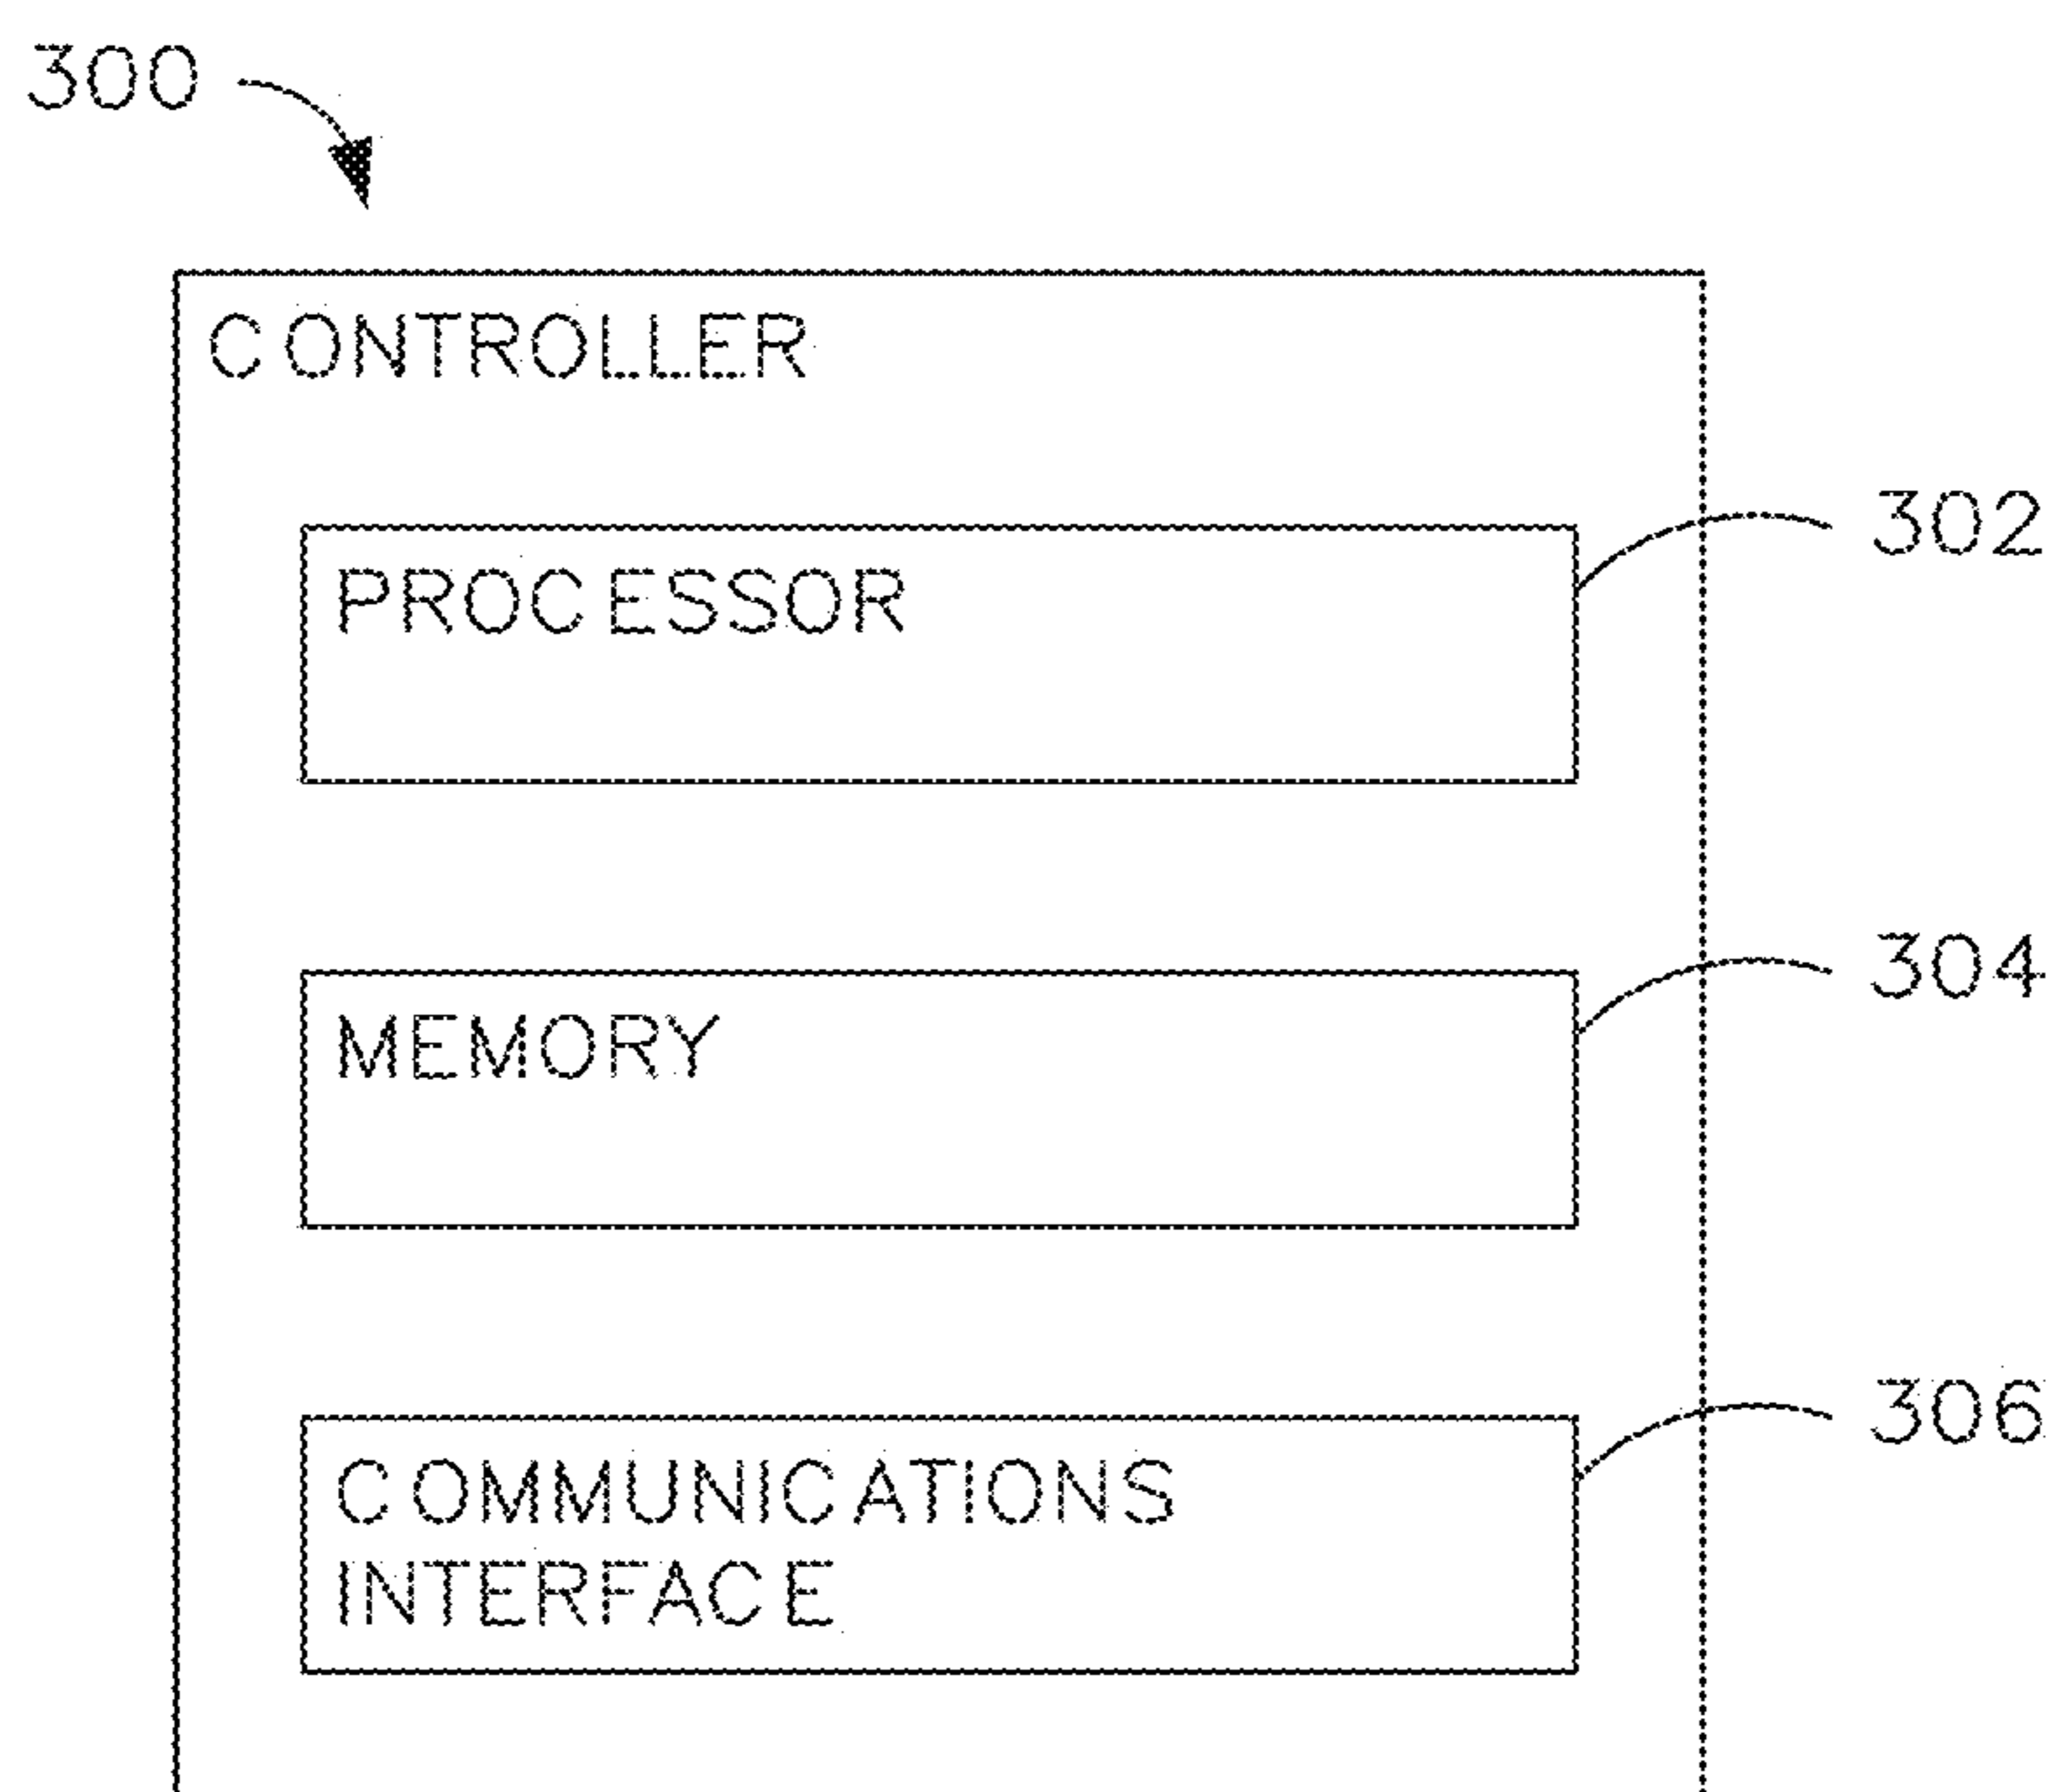 300
CONTROLLER
302
PROCESSOR
304
MEMORY
306
COMMUNICATIONS
INTERFACE